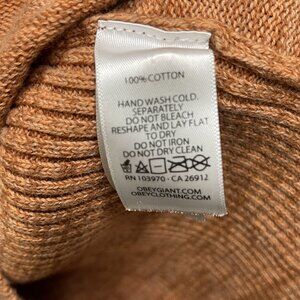 100% COTTON
HAND WASH COLD.
SEPARATELY
DO NOT BLEACH
RESHAPE AND LAY FLAT
TO DRY
DO NOT IRON
DO NOT DRY CLEAN
RN 103970 - CA 26912
OBEYGIANT.COM
OBEYCLOTHING.COM